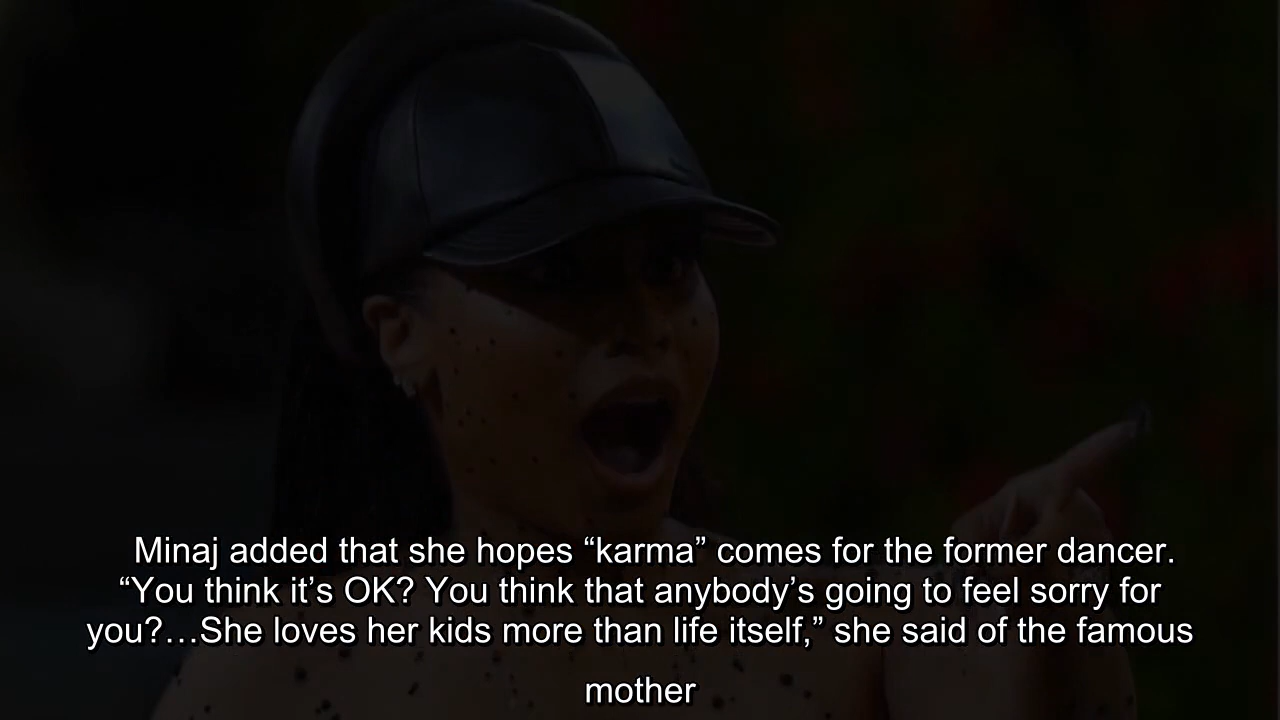 Minaj added that she hopes “karma” comes for the former dancer.
“You think it’s OK? You think that anybody’s going to feel sorry for
you?…She loves her kids more than life itself,” she said of the famous
mother